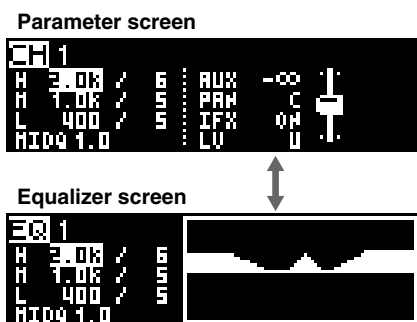 Parameter screen
CH 1
H 2.0k / 6 AUX -∞
M 1.0k / 5 PAN C
L 400 / 5 IFX ON
MIDQ 1.0 LV U
Equalizer screen
EQ 1
H 2.0k / 6
M 1.0k / 5
L 400 / 5
MIDQ 1.0